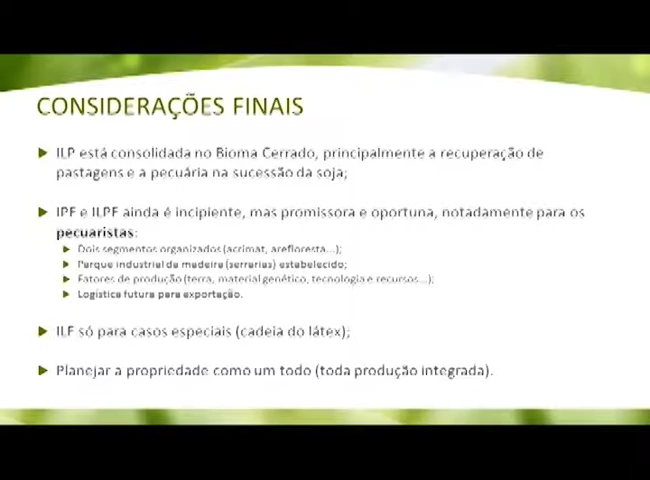 CONSIDERAÇÕES FINAIS
ILP está consolidada no Bioma Cerrado, principalmente a recuperação de
pastagens e a pecuária na sucessão da soja;
IPF e ILPF ainda é incipiente, mas promissora e oportuna, notadamente para os
pecuaristas:
Dois segmentos organizados (acrimat, arefloresta...);
Parque industrial da madeira (serrarias) estabelecido;
Fatores de produção (terra, material genético, tecnologia e recursos...);
Logística futura para exportação.
ILF só para casos especiais (cadeia do látex);
Planejar a propriedade como um todo (toda produção integrada).